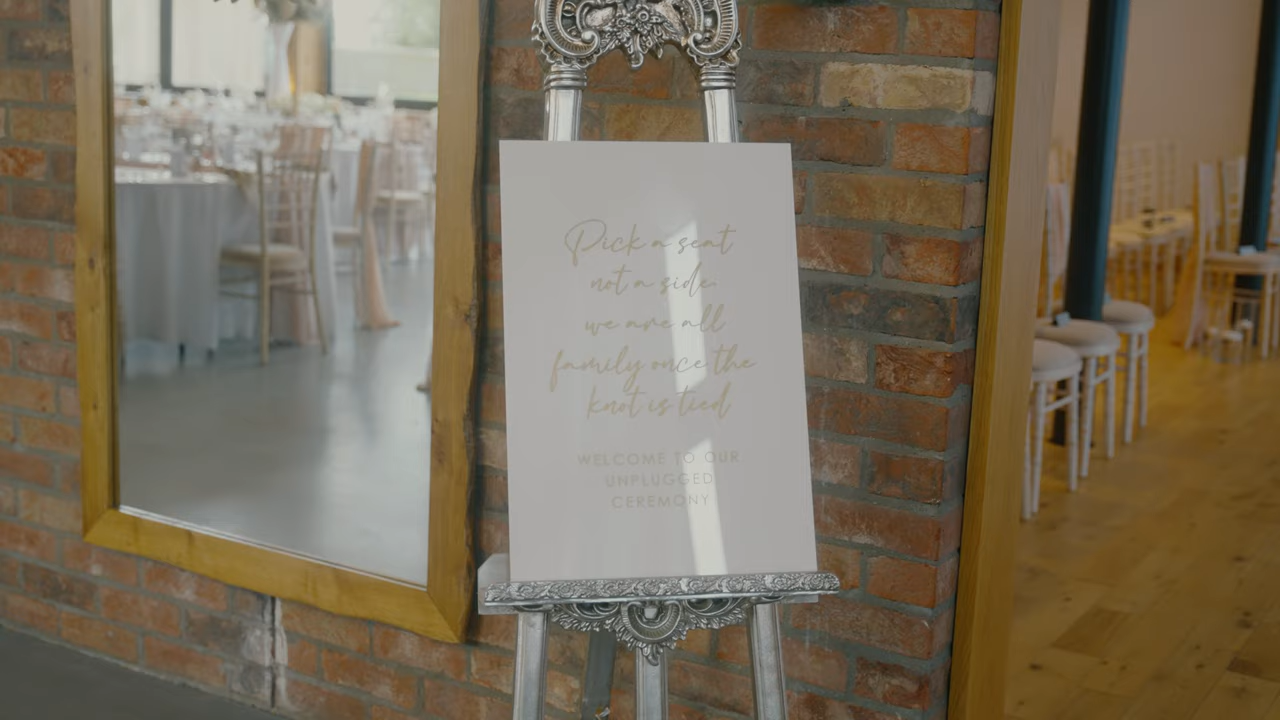 Pick a seat
not a side,
we are all
family once the
knot is tied
WELCOME TO OUR
UNPLUGGED
CEREMONY